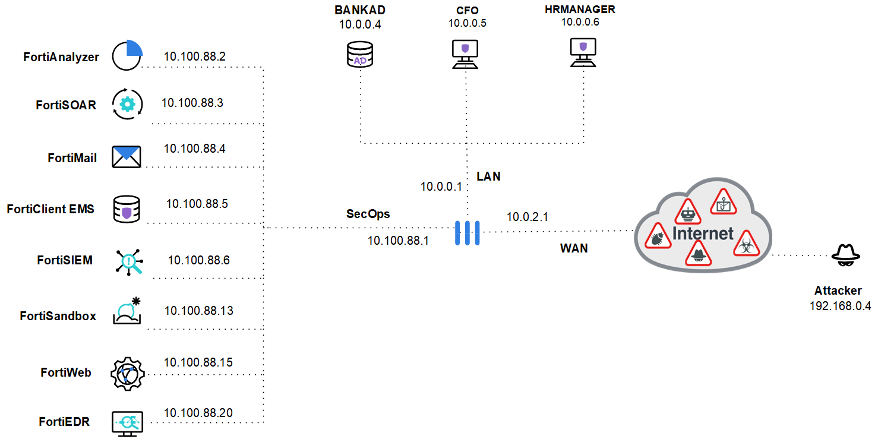 BANKAD
10.0.0.4
CFO
10.0.0.5
HRMANAGER
10.0.0.6
AD
FortiAnalyzer
10.100.88.2
FortiSOAR
10.100.88.3
FortiMail
10.100.88.4
FortiClient EMS
10.100.88.5
FortiSIEM
10.100.88.6
FortiSandbox
10.100.88.13
FortiWeb
10.100.88.15
FortiEDR
10.100.88.20
10.0.0.1
LAN
SecOps
10.0.2.1
10.100.88.1
WAN
Internet
Attacker
192.168.0.4